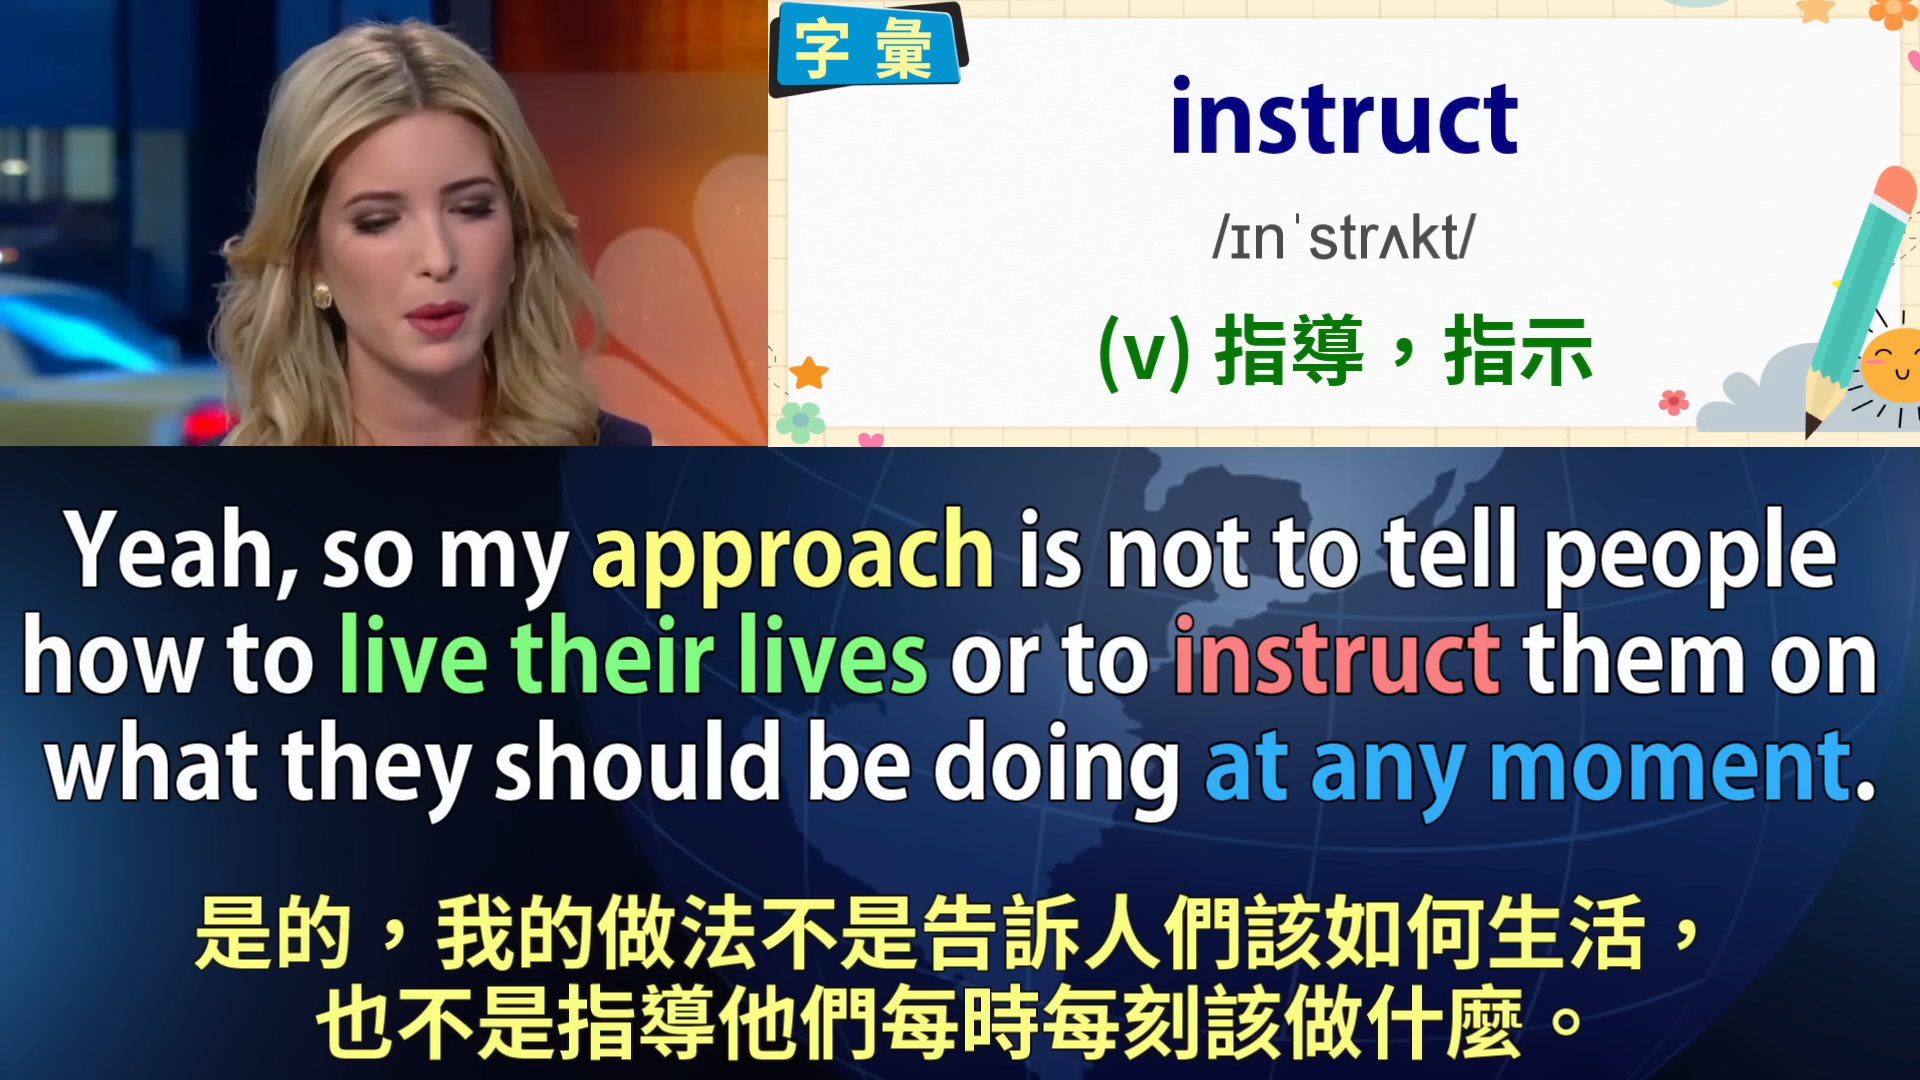 字彙
instruct
/ɪnˈstrʌkt/
(v) 指導，指示
Yeah, so my approach is not to tell people
how to live their lives or to instruct them on
what they should be doing at any moment.
是的，我的做法不是告訴人們該如何生活，
也不是指導他們每時每刻該做什麼。